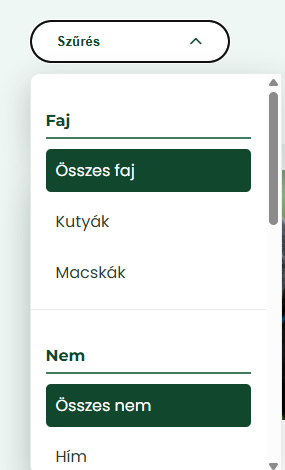 Szűrés
Faj
Összes faj
Kutyák
Macskák
Nem
Összes nem
Hím